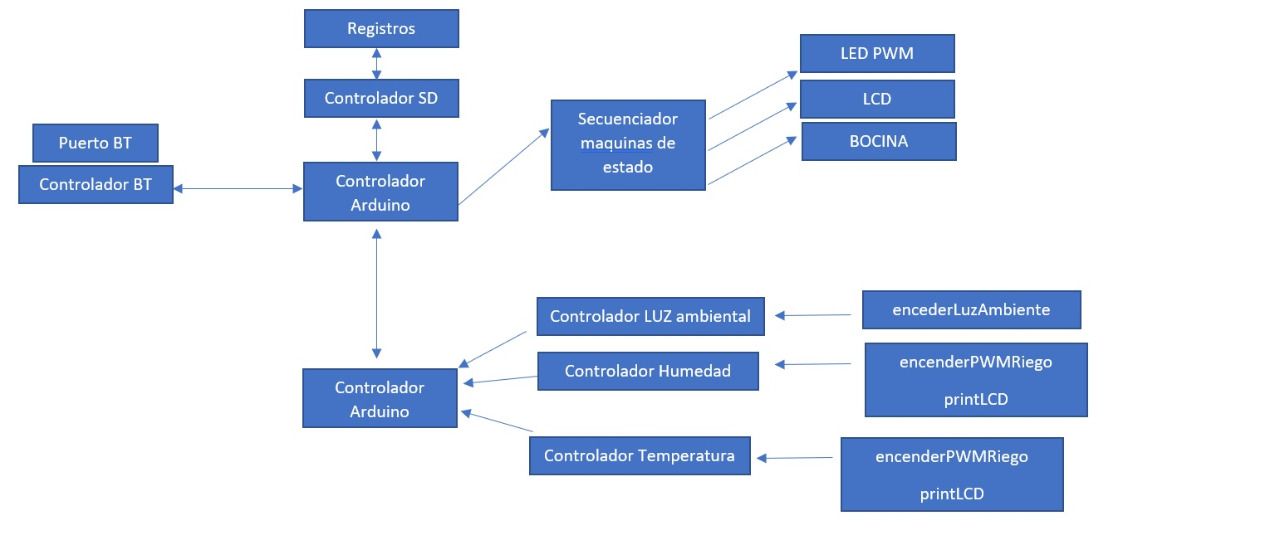 Registros
Controlador SD
Puerto BT
Controlador BT
Controlador
Arduino
Secuenciador
maquinas de
estado
LED PWM
LCD
BOCINA
Controlador
Arduino
Controlador LUZ ambiental
Controlador Humedad
Controlador Temperatura
encederLuzAmbiente
encenderPWMRiego
printLCD
encenderPWMRiego
printLCD